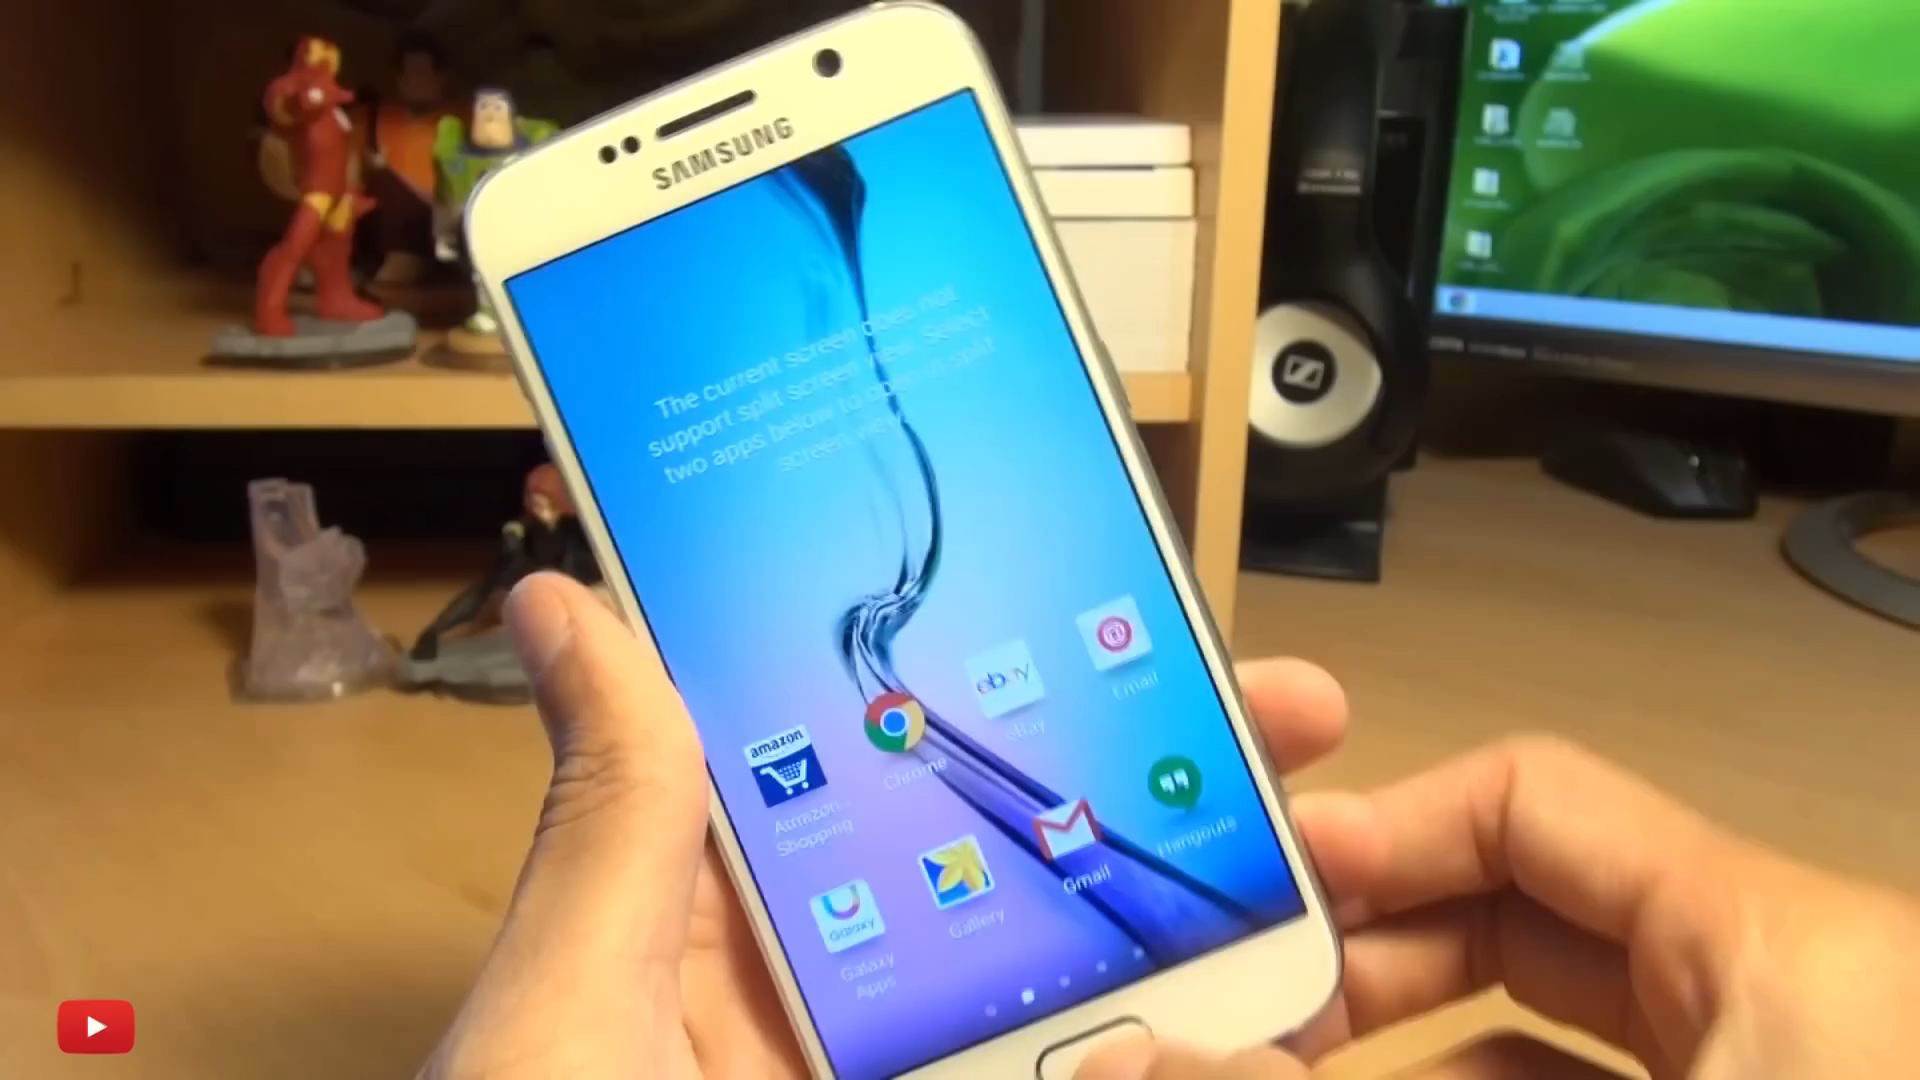 SAMSUNG
The current screen does not
support split screen view. Select
two apps below to open in split
screen view.
amazon
Amazon...
Shopping
Chrome
ebay
eBay
Email
Galaxy
Galaxy
Apps
Gallery
Gmail
Hangouts